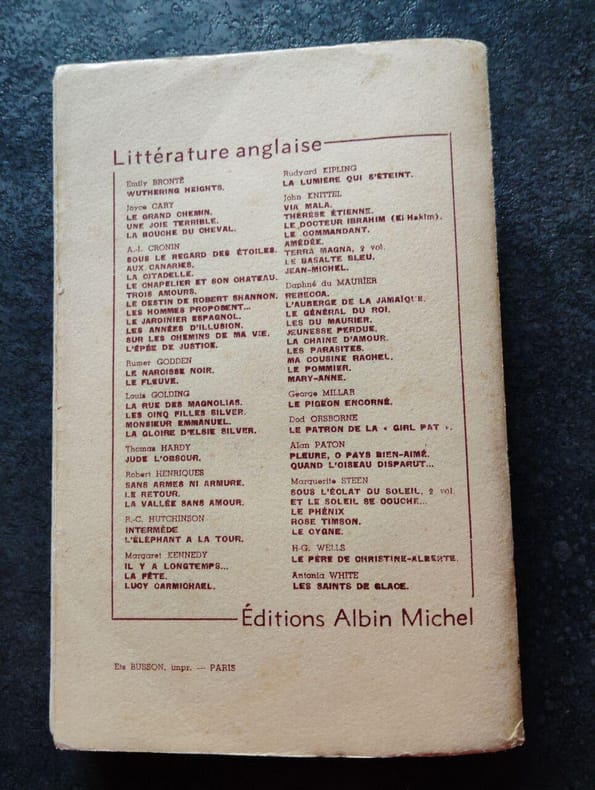 Littérature anglaise
Emily BRONTË
WUTHERING HEIGHTS.
Joyce CARY
LE GRAND CHEMIN.
UNE JOIE TERRIBLE.
LA BOUCHE DU CHEVAL.
A.-J. CRONIN
SOUS LE REGARD DES ÉTOILES.
AUX CANARIES.
LA CITADELLE.
LE CHAPELIER ET SON CHATEAU.
TROIS AMOURS.
LE DESTIN DE ROBERT SHANNON.
LES HOMMES PROPOSENT...
LE JARDINIER ESPAGNOL.
LES ANNÉES D'ILLUSION.
SUR LES CHEMINS DE MA VIE.
L'ÉPÉE DE JUSTICE.
Rumer GODDEN
LE NARCISSE NOIR.
LE FLEUVE.
Louis GOLDING
LA RUE DES MAGNOLIAS.
LES CINQ FILLES SILVER.
MONSIEUR EMMANUEL.
LA GLOIRE D'ELSIE SILVER.
Thomas HARDY
JUDE L'OBSCUR.
Robert HENRIQUES
SANS ARMES NI ARMURE.
LE RETOUR.
LA VALLÉE SANS AMOUR.
R.-C. HUTCHINSON
INTERMÈDE
L'ÉLÉPHANT A LA TOUR.
Margaret KENNEDY
IL Y A LONGTEMPS...
LA FÊTE.
LUCY CARMICHAEL.
Rudyard KIPLING
LA LUMIÈRE QUI S'ÉTEINT.
John KNITTEL
VIA MALA.
THÉRÈSE ÉTIENNE.
LE DOCTEUR IBRAHIM (El Hakim).
LE COMMANDANT.
AMÉDÉE.
TERRA MAGNA, 2 vol.
LE BASALTE BLEU.
JEAN-MICHEL.
Daphné du MAURIER
REBECCA.
L'AUBERGE DE LA JAMAÏQUE.
LE GÉNÉRAL DU ROI.
LES DU MAURIER.
JEUNESSE PERDUE.
LA CHAINE D'AMOUR.
LES PARASITES.
MA COUSINE RACHEL.
LE POMMIER.
MARY-ANNE.
George MILLAR
LE PIGEON ENCORNÉ.
Dod ORSBORNE
LE PATRON DE LA « GIRL PAT ».
Alan PATON
PLEURE, O PAYS BIEN-AIMÉ.
QUAND L'OISEAU DISPARUT...
Marguerite STEEN
SOUS L'ÉCLAT DU SOLEIL, 2 vol.
ET LE SOLEIL SE COUCHE...
LE PHÉNIX
ROSE TIMSON.
LE CYGNE.
H-G. WELLS
LE PÈRE DE CHRISTINE-ALBERTE.
Antonia WHITE
LES SAINTS DE GLACE.
Éditions Albin Michel
Ets BUSSON, impr. — PARIS